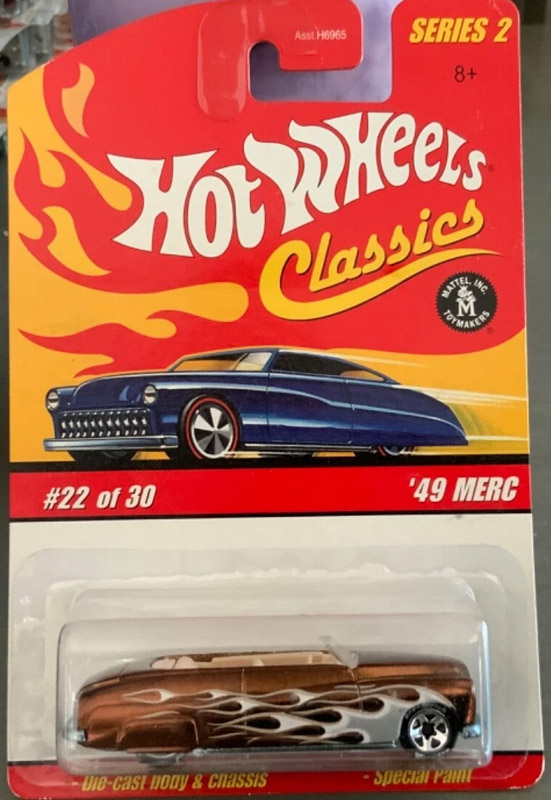 Asst.H6965
SERIES 2
8+
HOT WHEELS®
Classics
MATTEL, INC.
M
TOYMAKERS
®
#22 of 30
'49 MERC
- Die-cast body & chassis
- Special Paint